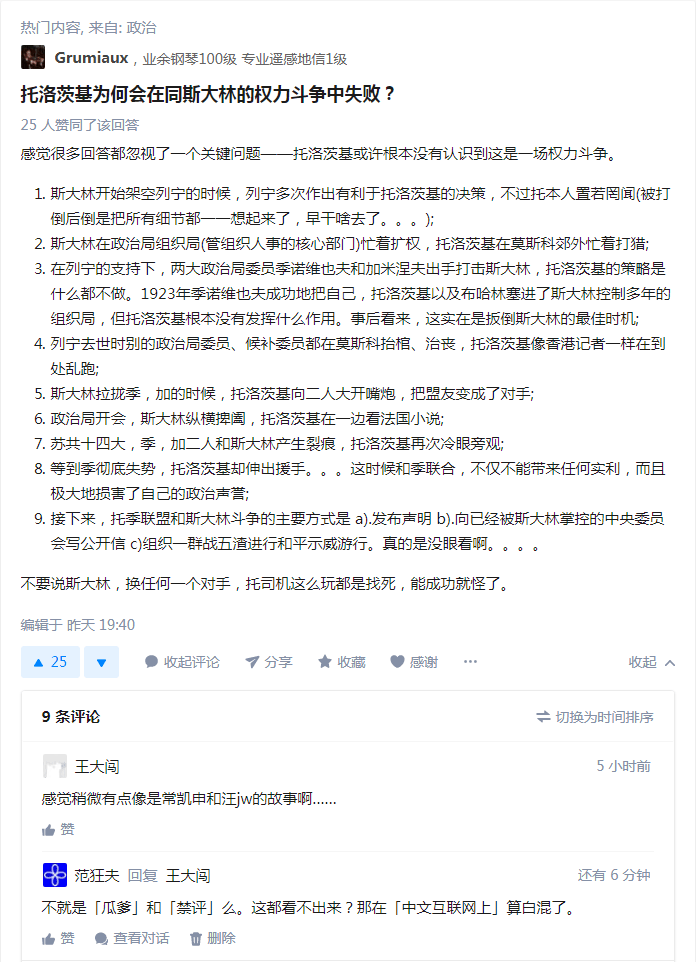 热门内容, 来自: 政治
Grumiaux，业余钢琴100级 专业遥感地信1级
托洛茨基为何会在同斯大林的权力斗争中失败？
25 人赞同了该回答
感觉很多回答都忽视了一个关键问题——托洛茨基或许根本没有认识到这是一场权力斗争。
1. 斯大林开始架空列宁的时候，列宁多次作出有利于托洛茨基的决策，不过托本人置若罔闻(被打
倒后倒是把所有细节都一一想起来了，早干啥去了。。。);
2. 斯大林在政治局组织局(管组织人事的核心部门)忙着扩权，托洛茨基在莫斯科郊外忙着打猎;
3. 在列宁的支持下，两大政治局委员季诺维也夫和加米涅夫出手打击斯大林，托洛茨基的策略是
什么都不做。1923年季诺维也夫成功地把自己，托洛茨基以及布哈林塞进了斯大林控制多年的
组织局，但托洛茨基根本没有发挥什么作用。事后看来，这实在是扳倒斯大林的最佳时机;
4. 列宁去世时别的政治局委员、候补委员都在莫斯科抬棺、治丧，托洛茨基像香港记者一样在到
处乱跑;
5. 斯大林拉拢季，加的时候，托洛茨基向二人大开嘴炮，把盟友变成了对手;
6. 政治局开会，斯大林纵横捭阖，托洛茨基在一边看法国小说;
7. 苏共十四大，季，加二人和斯大林产生裂痕，托洛茨基再次冷眼旁观;
8. 等到季彻底失势，托洛茨基却伸出援手。。。这时候和季联合，不仅不能带来任何实利，而且
极大地损害了自己的政治声誉;
9. 接下来，托季联盟和斯大林斗争的主要方式是 a).发布声明 b).向已经被斯大林掌控的中央委员
会写公开信 c)组织一群战五渣进行和平示威游行。真的是没眼看啊。。。。
不要说斯大林，换任何一个对手，托司机这么玩都是找死，能成功就怪了。
编辑于 昨天 19:40
25 收起评论 分享 收藏 感谢 ··· 收起
9 条评论 切换为时间排序
王大闯 5 小时前
感觉稍微有点像是常凯申和汪jw的故事啊......
赞
范狂夫 回复 王大闯 还有 6 分钟
不就是「瓜爹」和「禁评」么。这都看不出来？那在「中文互联网上」算白混了。
赞 查看对话 删除